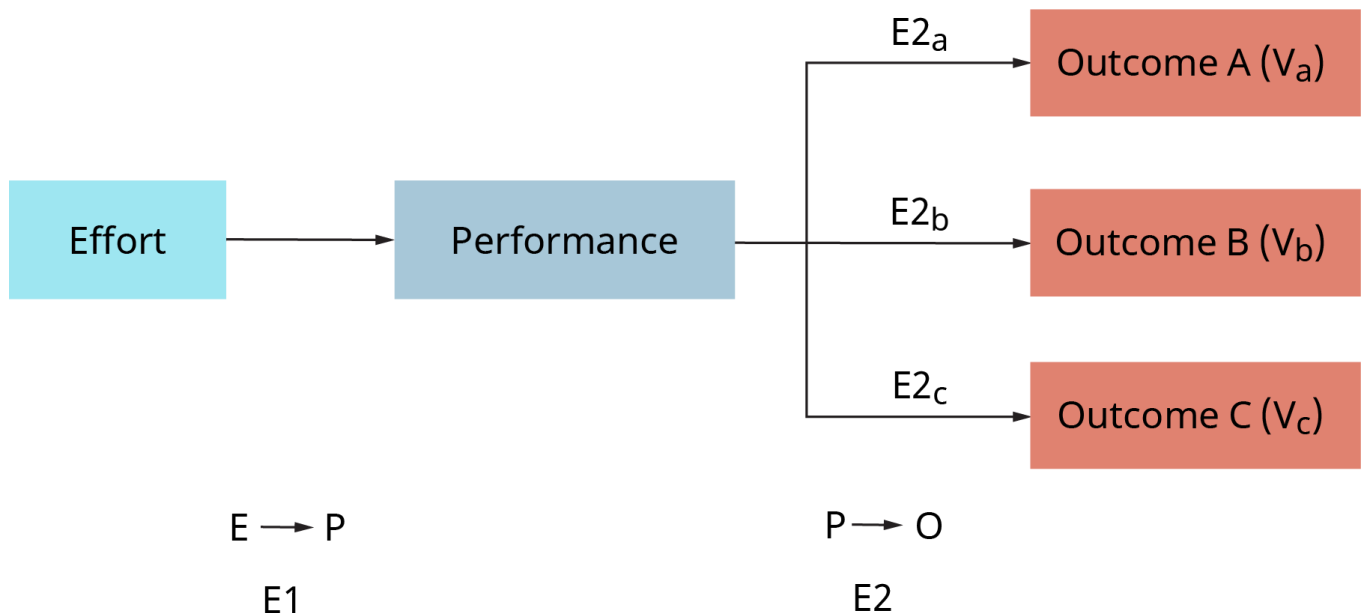 E2a
Outcome A (Va)
Effort
Performance
E2b
Outcome B (Vb)
E2c
Outcome C (Vc)
E → P
P → O
E1
E2